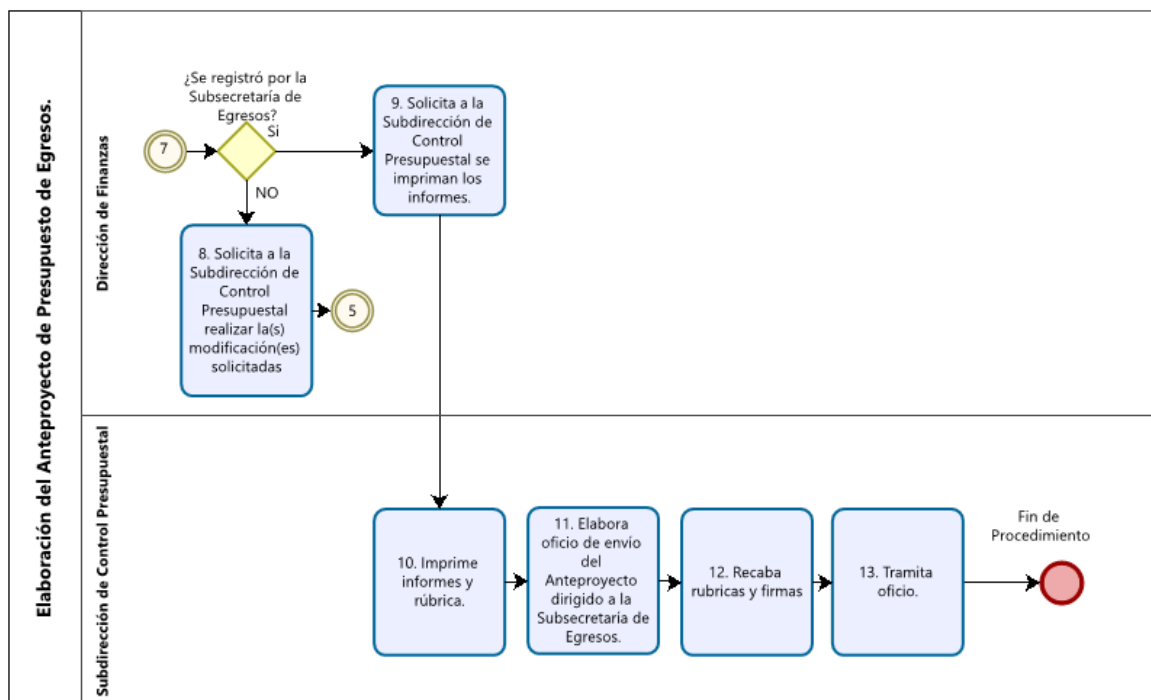 Elaboración del Anteproyecto de Presupuesto de Egresos.
Dirección de Finanzas
¿Se registró por la
Subsecretaría de
Egresos?
Si
7
NO
9. Solicita a la
Subdirección de
Control
Presupuestal se
impriman los
informes.
8. Solicita a la
Subdirección de
Control
Presupuestal
realizar la(s)
modificación(es)
solicitadas
5
Subdirección de Control Presupuestal
10. Imprime
informes y
rúbrica.
11. Elabora
oficio de envío
del
Anteproyecto
dirigido a la
Subsecretaría de
Egresos.
12. Recaba
rubricas y firmas
13. Tramita
oficio.
Fin de
Procedimiento